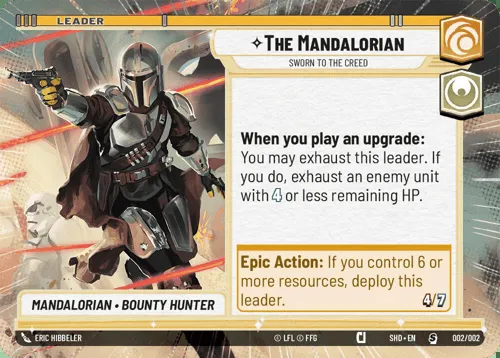 LEADER
THE MANDALORIAN
SWORN TO THE CREED
When you play an upgrade:
You may exhaust this leader. If
you do, exhaust an enemy unit
with 4 or less remaining HP.
Epic Action: If you control 6 or
more resources, deploy this
leader.
4/7
MANDALORIAN • BOUNTY HUNTER
ERIC HIBBELER
© LFL © FFG
SHD • EN
S
002/002